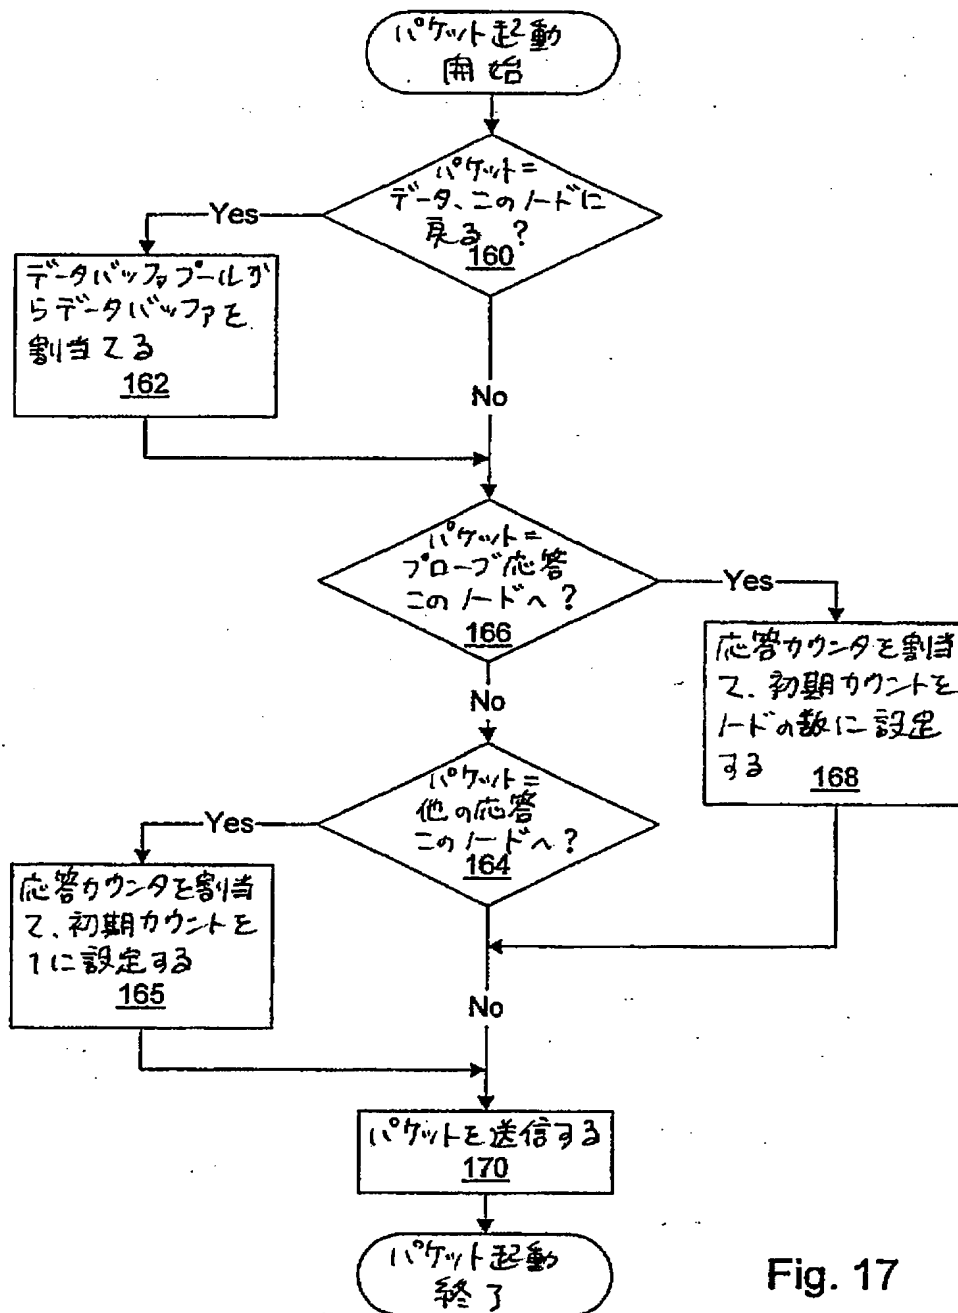 パケット起動
開始
パケット=
データ、このノードに
戻る?
160
Yes
データバッファプールか
らデータバッファを
割当てる
162
No
パケット=
プローブ応答
このノードへ?
166
Yes
応答カウンタを割当
て、初期カウントを
ノードの数に設定
する
168
No
パケット=
他の応答
このノードへ?
164
Yes
応答カウンタを割当
て、初期カウントを
1に設定する
165
No
パケットを送信する
170
パケット起動
終了
Fig. 17